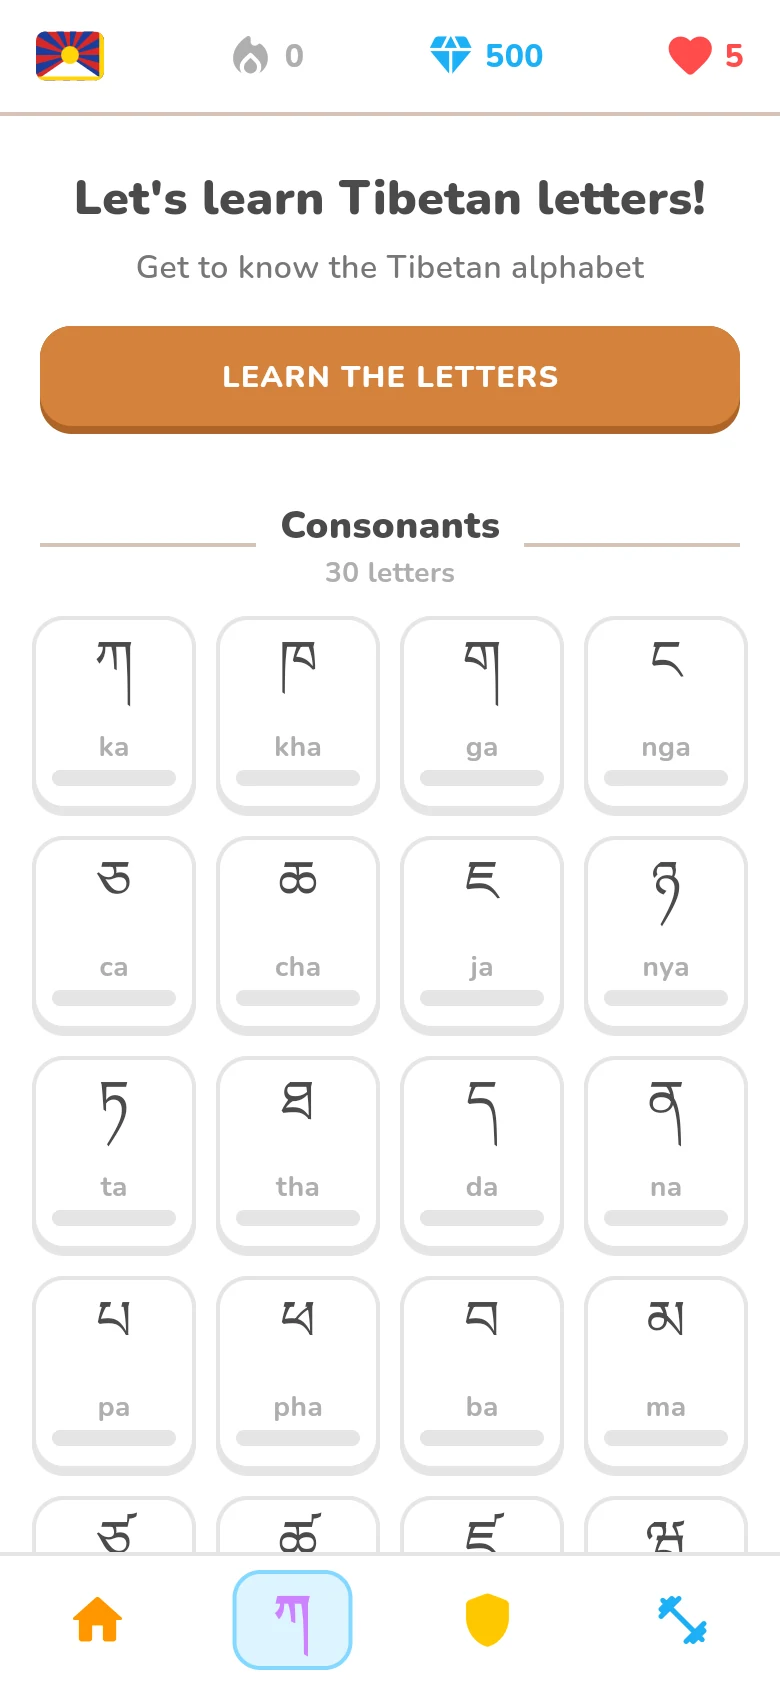 0 500 5
Let's learn Tibetan letters!
Get to know the Tibetan alphabet
LEARN THE LETTERS
Consonants
30 letters
ཀ ཁ ག ང
ka kha ga nga
ཅ ཆ ཇ ཉ
ca cha ja nya
ཏ ཐ ད ན
ta tha da na
པ ཕ བ མ
pa pha ba ma
ཙ ཚ ཛ ཝ
ཀ